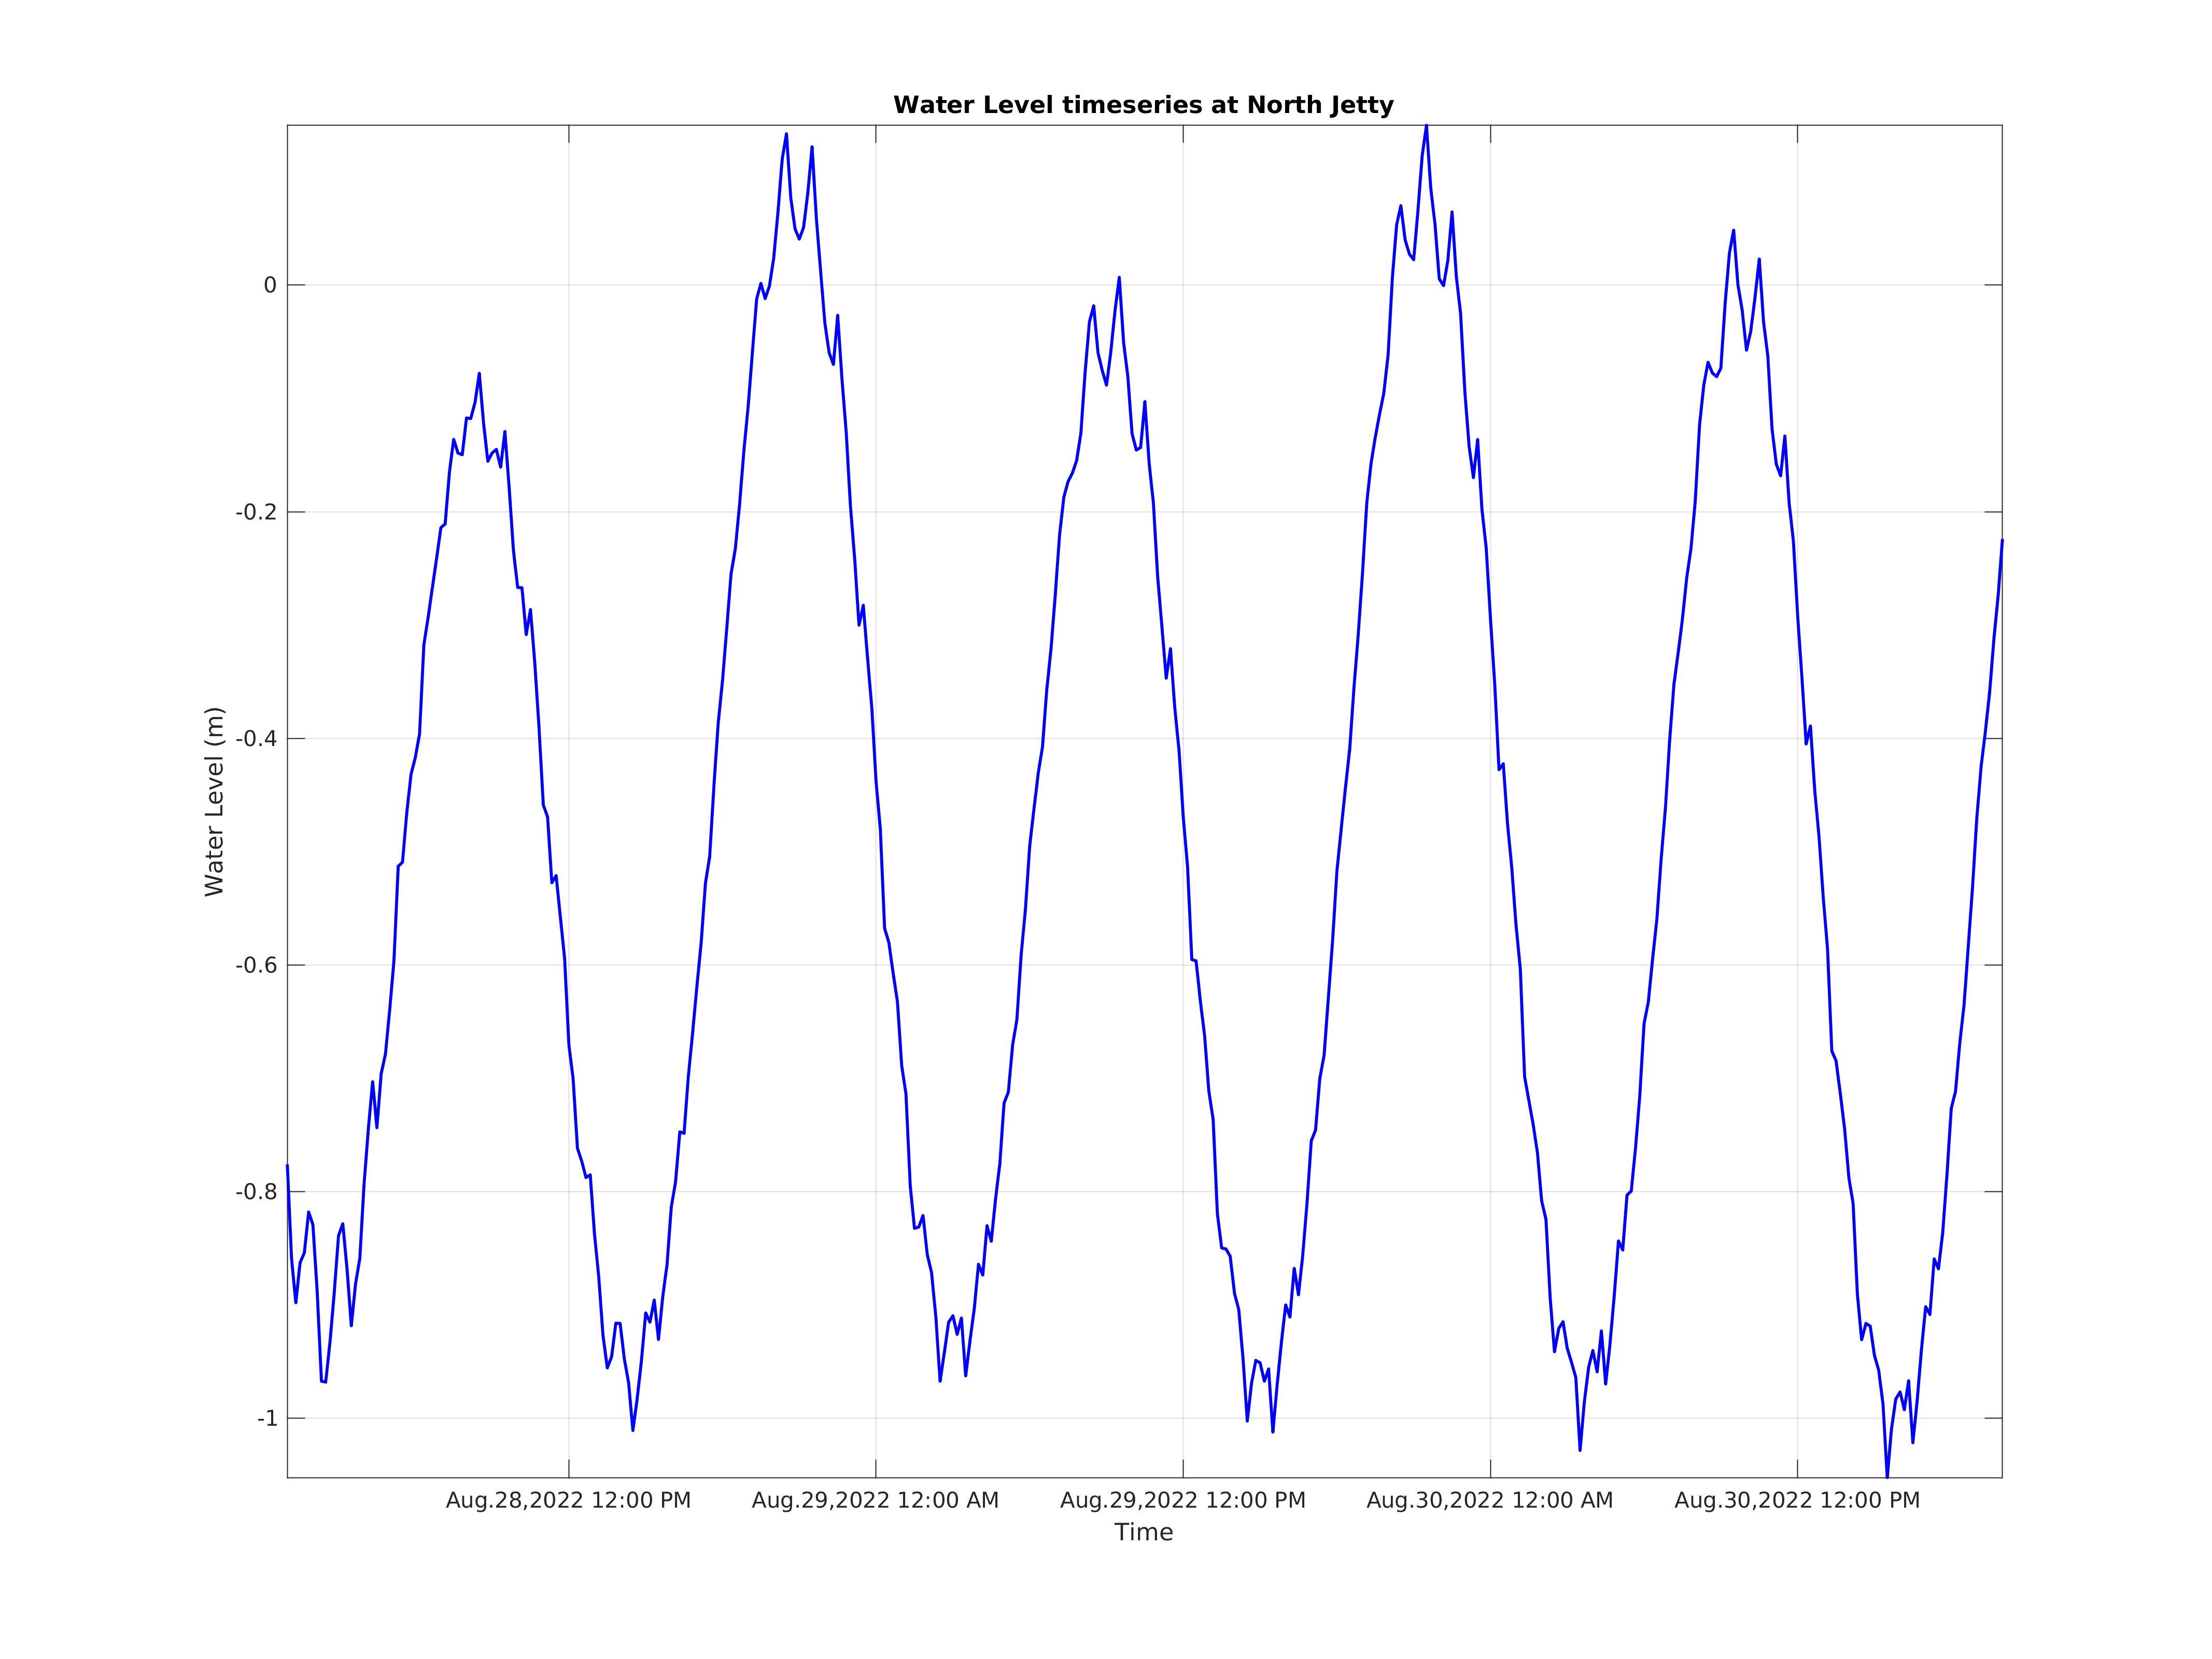 Water Level timeseries at North Jetty
0
-0.2
-0.4
-0.6
-0.8
-1
Water Level (m)
Aug.28,2022 12:00 PM
Aug.29,2022 12:00 AM
Aug.29,2022 12:00 PM
Aug.30,2022 12:00 AM
Aug.30,2022 12:00 PM
Time